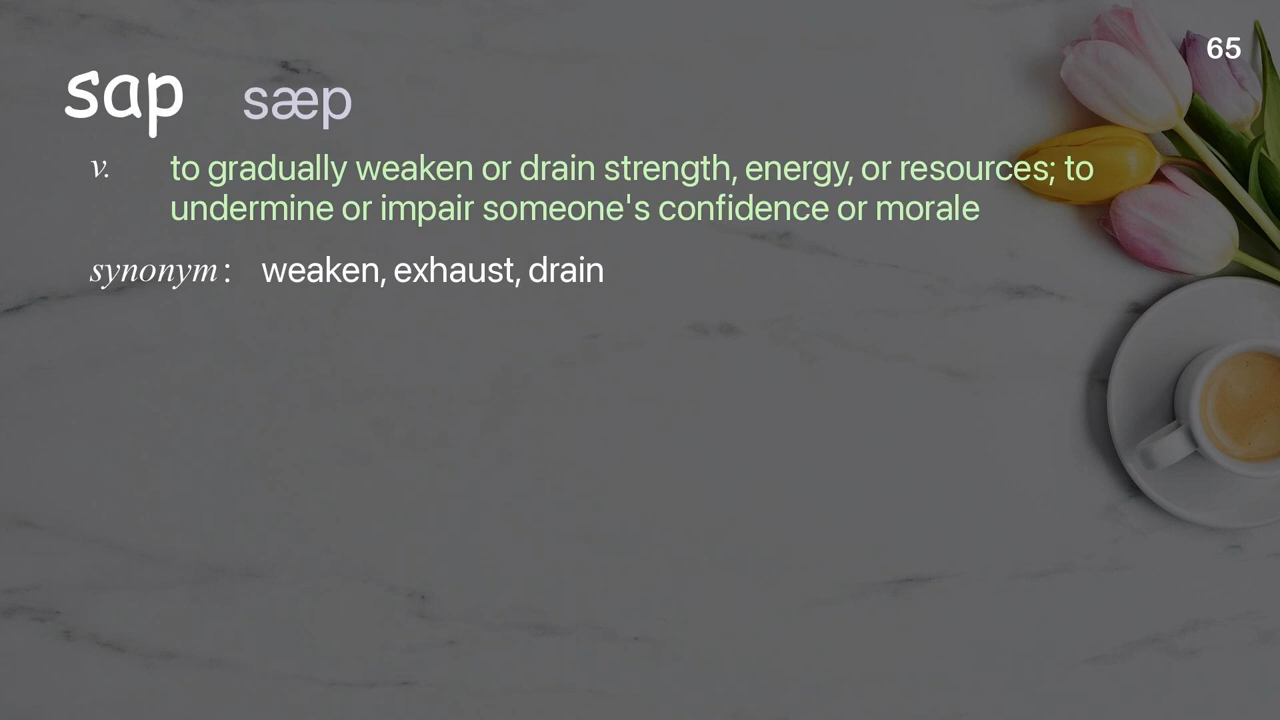 65
sap sæp
v. to gradually weaken or drain strength, energy, or resources; to
undermine or impair someone's confidence or morale
synonym: weaken, exhaust, drain